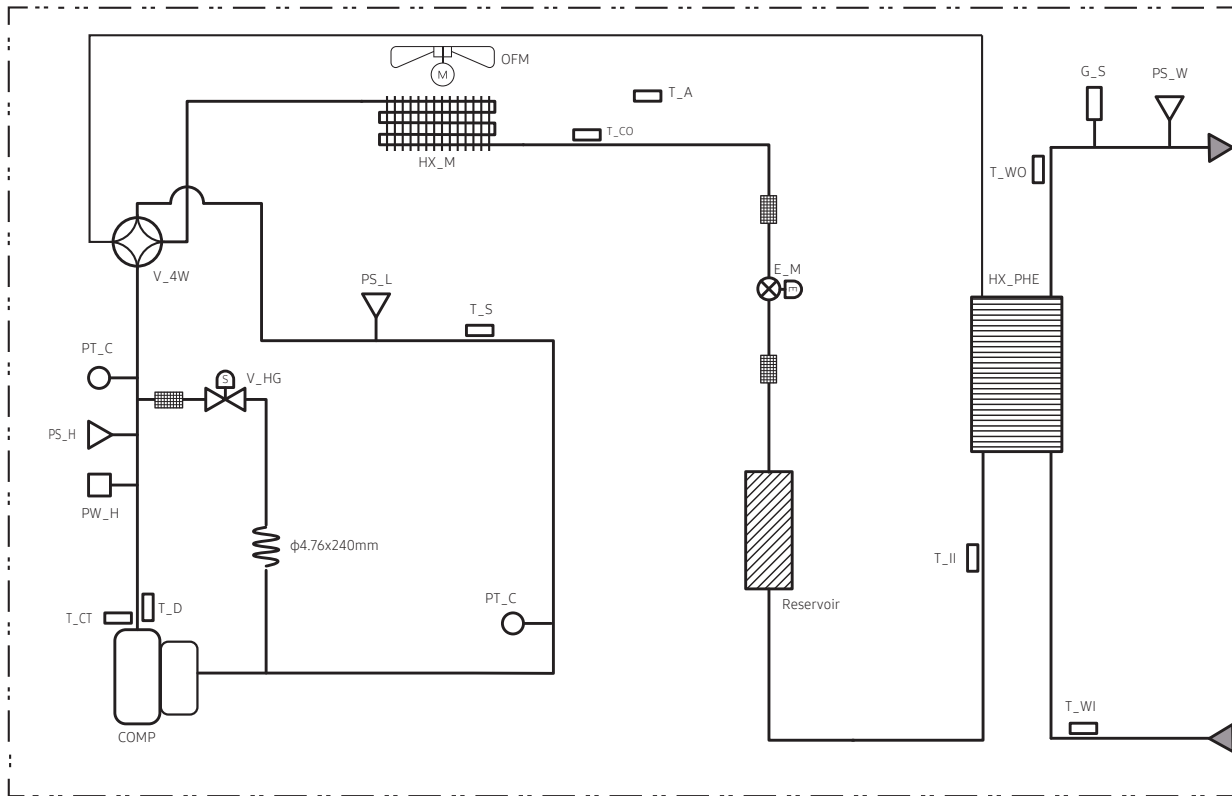 OFM
M
T_A
T_CO
HX_M
G_S
PS_W
T_WO
V_4W
PS_L
T_S
E_M
E
HX_PHE
PT_C
S
V_HG
PS_H
PW_H
ϕ4.76x240mm
T_II
PT_C
Reservoir
T_CT
T_D
COMP
T_WI